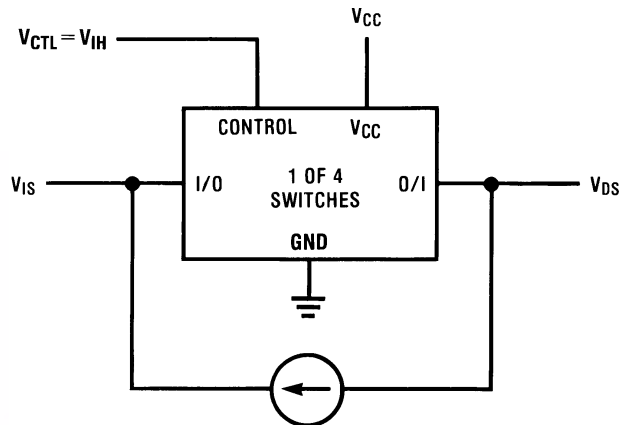 VCC
VCTL = VIH
CONTROL
VCC
VIS
I/O
1 OF 4
SWITCHES
O/I
VDS
GND